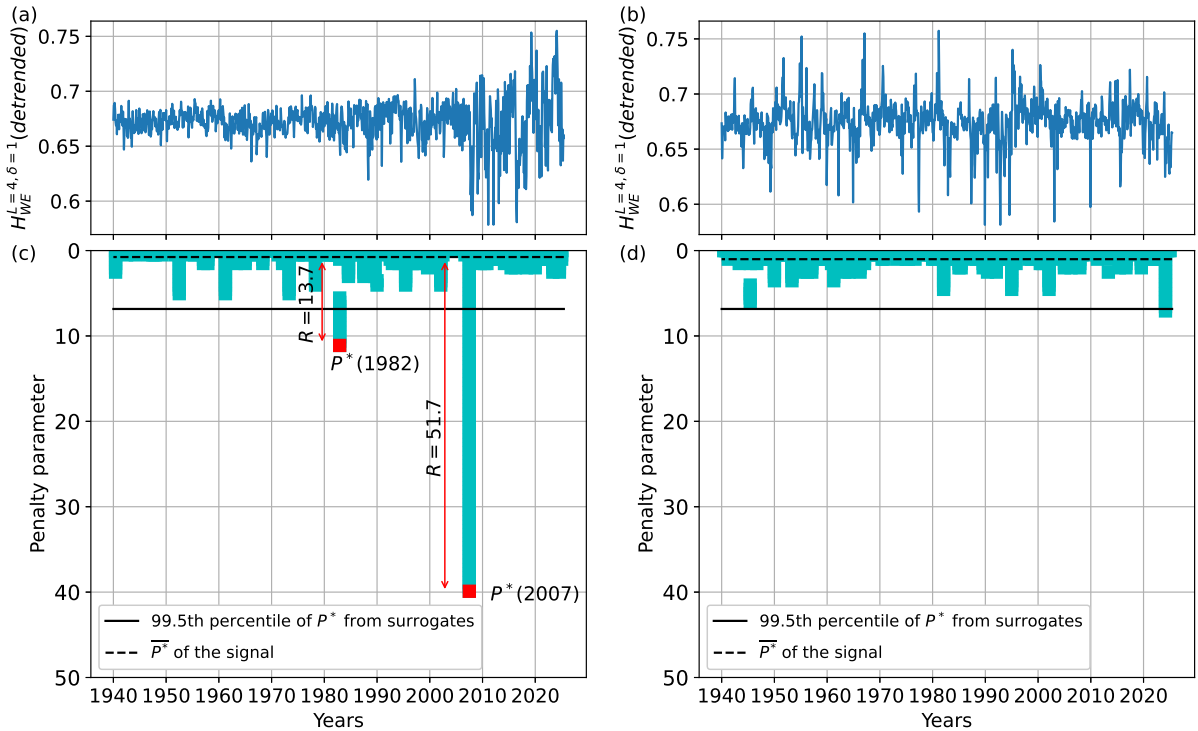 (a)
(b)
H_{WE}^{L=4, δ=1}(detrended)
0.75
0.7
0.65
0.6
H_{WE}^{L=4, δ=1}(detrended)
0.75
0.7
0.65
0.6
(c)
Penalty parameter
0
10
20
30
40
50
R = 13.7
P*(1982)
R = 51.7
P*(2007)
99.5th percentile of P* from surrogates
\overline{P*} of the signal
1940 1950 1960 1970 1980 1990 2000 2010 2020
Years
(d)
Penalty parameter
0
10
20
30
40
50
99.5th percentile of P* from surrogates
\overline{P*} of the signal
1940 1950 1960 1970 1980 1990 2000 2010 2020
Years